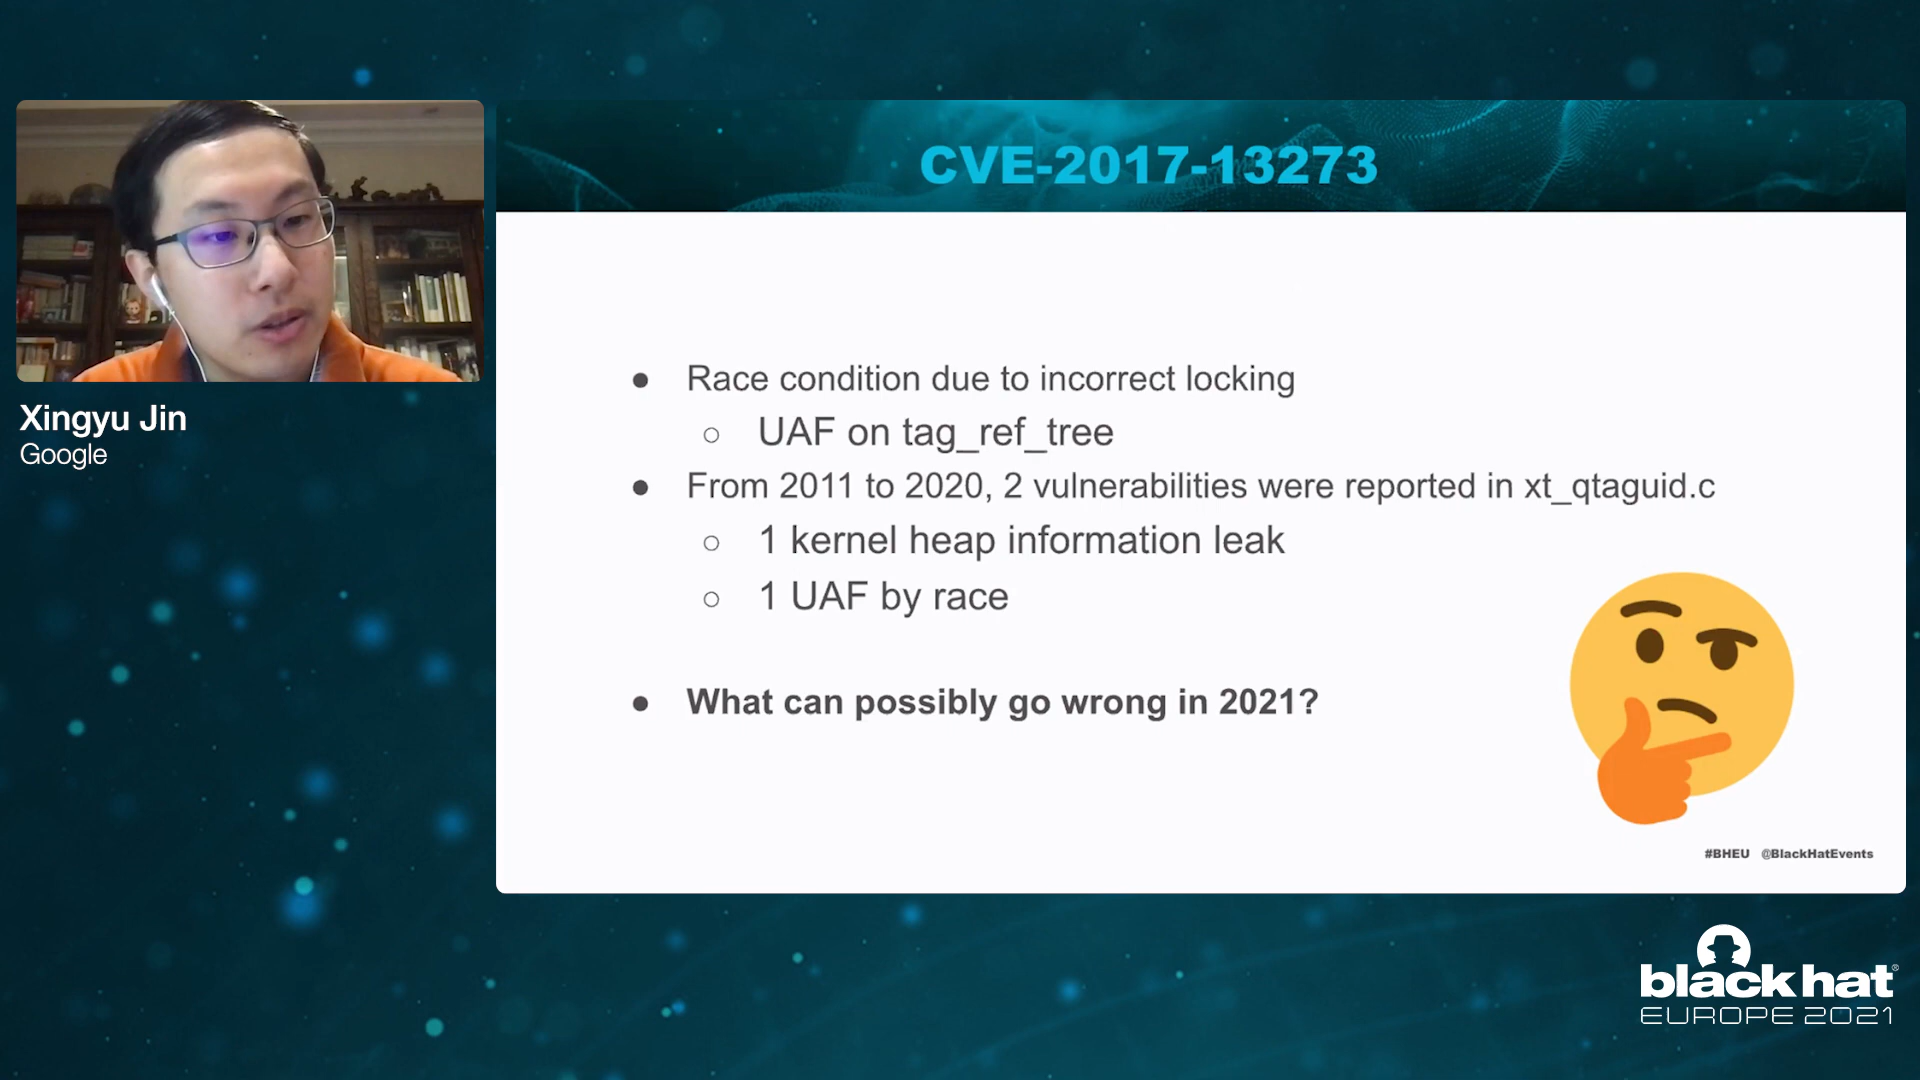 CVE-2017-13273
Xingyu Jin
Google
● Race condition due to incorrect locking
○ UAF on tag_ref_tree
● From 2011 to 2020, 2 vulnerabilities were reported in xt_qtaguid.c
○ 1 kernel heap information leak
○ 1 UAF by race
● What can possibly go wrong in 2021?
#BHEU @BlackHatEvents
black hat®
EUROPE 2021